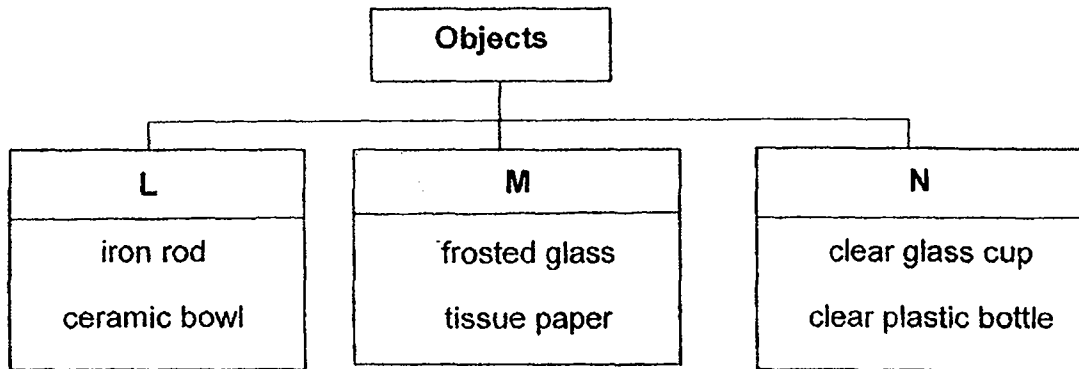 Objects
L
iron rod
ceramic bowl
M
frosted glass
tissue paper
N
clear glass cup
clear plastic bottle